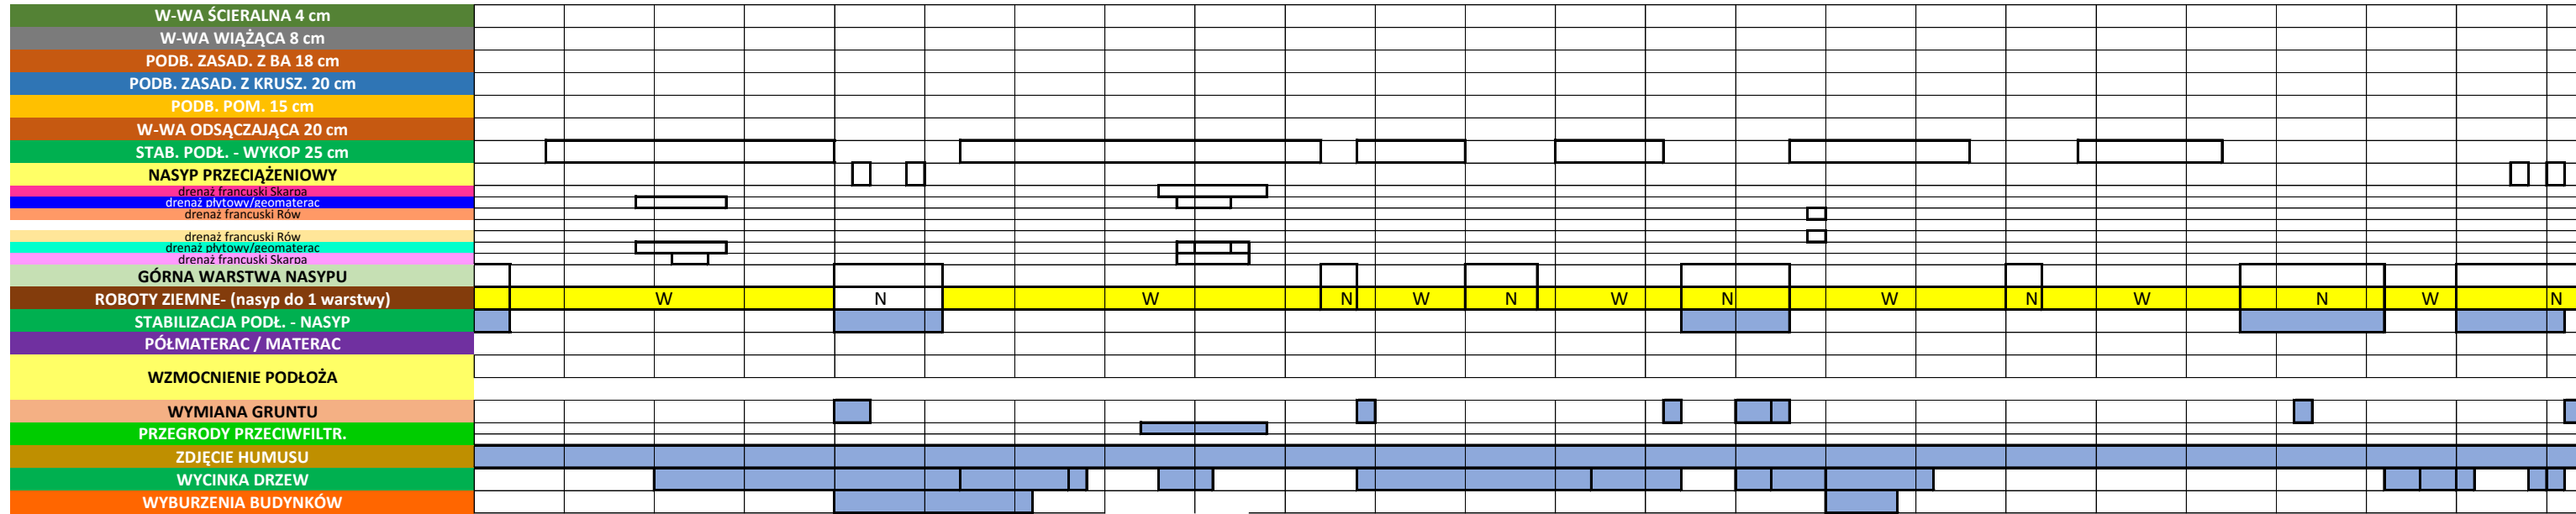 W-WA ŚCIERALNA 4 cm
W-WA WIĄŻĄCA 8 cm
PODB. ZASAD. Z BA 18 cm
PODB. ZASAD. Z KRUSZ. 20 cm
PODB. POM. 15 cm
W-WA ODSĄCZAJĄCA 20 cm
STAB. PODŁ. - WYKOP 25 cm
NASYP PRZECIĄŻENIOWY
drenaż francuski Skarpa
drenaż płytowy/geomaterac
drenaż francuski Rów
drenaż francuski Rów
drenaż płytowy/geomaterac
drenaż francuski Skarpa
GÓRNA WARSTWA NASYPU
ROBOTY ZIEMNE- (nasyp do 1 warstwy) W N W N W N W N W N W N W N
STABILIZACJA PODŁ. - NASYP
PÓŁMATERAC / MATERAC
WZMOCNIENIE PODŁOŻA
WYMIANA GRUNTU
PRZEGRODY PRZECIWFILTR.
ZDJĘCIE HUMUSU
WYCINKA DRZEW
WYBURZENIA BUDYNKÓW